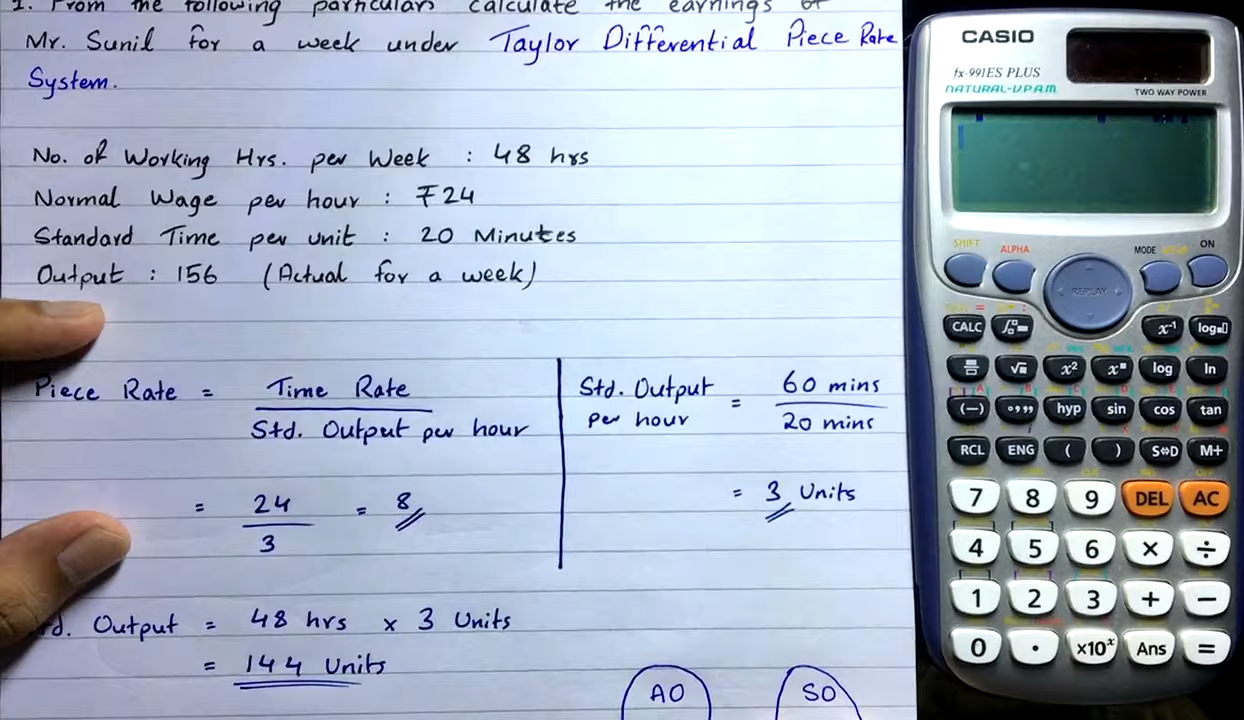 1. From the following particulars calculate the earnings of
Mr. Sunil for a week under Taylor Differential Piece Rate
System.
No. of Working Hrs. per Week : 48 hrs
Normal Wage per hour : ₹24
Standard Time per unit : 20 Minutes
Output : 156 (Actual for a week)
Piece Rate = Time Rate
Std. Output per hour
= 24
3
= 8
Std. Output
per hour
= 60 mins
20 mins
= 3 Units
d. Output = 48 hrs x 3 Units
= 144 Units
AO
SO
CASIO
fx-991ES PLUS
NATURAL-V.P.A.M.
TWO WAY POWER
SHIFT
ALPHA
MODE
ON
REPLAY
CALC
x⁻¹
log
√
x²
log
ln
(−)
hyp
sin
cos
tan
RCL
ENG
(
)
S⇔D
M+
7
8
9
DEL
AC
4
5
6
×
÷
1
2
3
+
−
0
.
×10ˣ
Ans
=